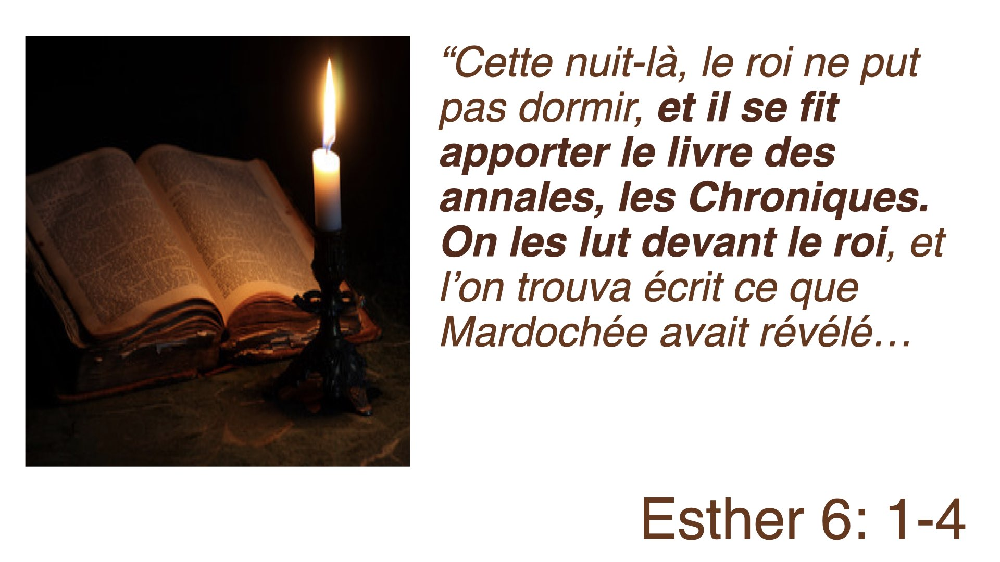 “Cette nuit-là, le roi ne put
pas dormir, et il se fit
apporter le livre des
annales, les Chroniques.
On les lut devant le roi, et
l’on trouva écrit ce que
Mardochée avait révélé…
Esther 6: 1-4